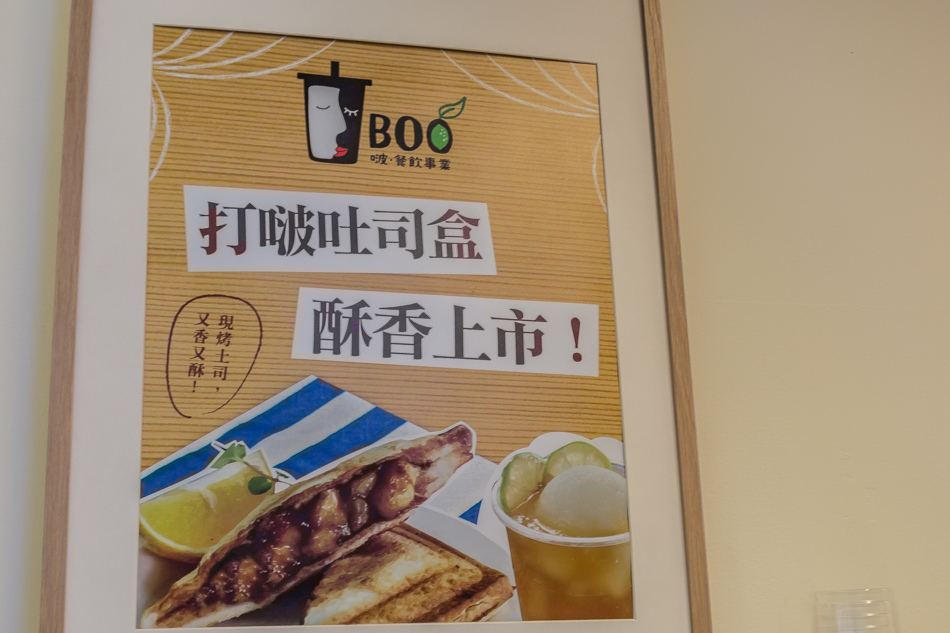 BOO
啵·餐飲事業
打啵吐司盒
酥香上市！
現烤土司，
又香又酥！